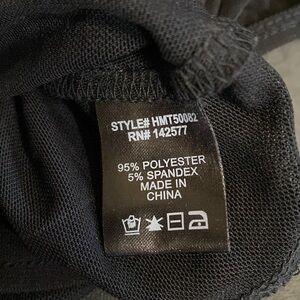 STYLE# HMT50082
RN# 142577
95% POLYESTER
5% SPANDEX
MADE IN
CHINA